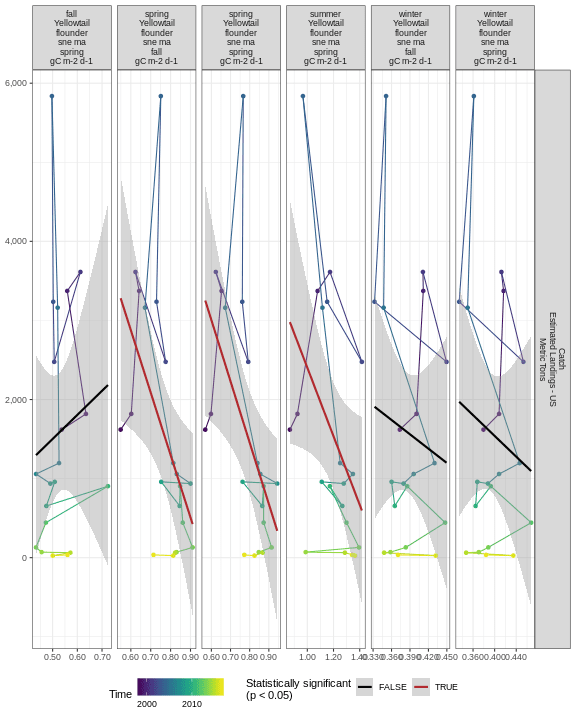 fall
Yellowtail
flounder
sne ma
spring
gC m-2 d-1
spring
Yellowtail
flounder
sne ma
fall
gC m-2 d-1
spring
Yellowtail
flounder
sne ma
spring
gC m-2 d-1
summer
Yellowtail
flounder
sne ma
spring
gC m-2 d-1
winter
Yellowtail
flounder
sne ma
fall
gC m-2 d-1
winter
Yellowtail
flounder
sne ma
spring
gC m-2 d-1
6,000
4,000
2,000
0
Catch
Estimated Landings - US
Metric Tons
0.50 0.60 0.70
0.60 0.70 0.80 0.90
0.60 0.70 0.80 0.90
1.00 1.20 1.40
0.330 0.360 0.390 0.420 0.450
0.360 0.400 0.440
Time
2000 2010
Statistically significant
(p < 0.05)
FALSE TRUE